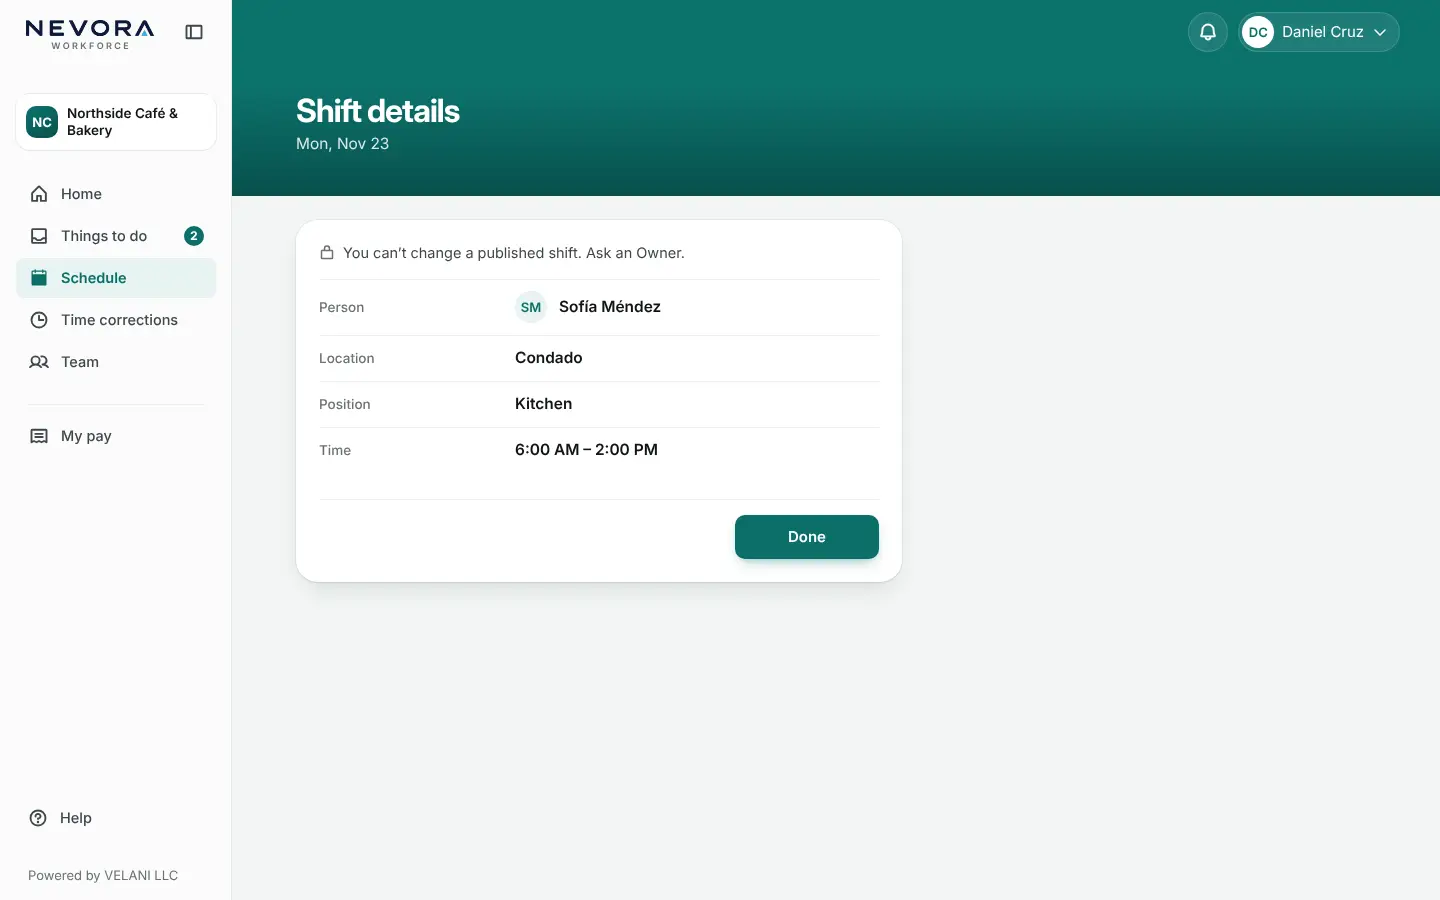 NEVORA
WORKFORCE
NC
Northside Café &
Bakery
Home
Things to do
2
Schedule
Time corrections
Team
My pay
Help
Powered by VELANI LLC
DC
Daniel Cruz
Shift details
Mon, Nov 23
You can’t change a published shift. Ask an Owner.
Person
SM
Sofía Méndez
Location
Condado
Position
Kitchen
Time
6:00 AM – 2:00 PM
Done